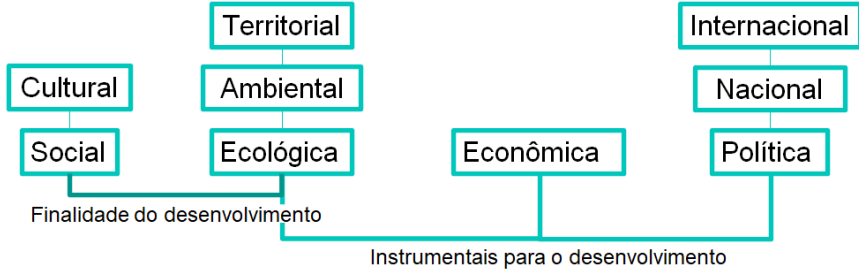 Territorial
Internacional
Cultural
Ambiental
Nacional
Social
Ecológica
Econômica
Política
Finalidade do desenvolvimento
Instrumentais para o desenvolvimento